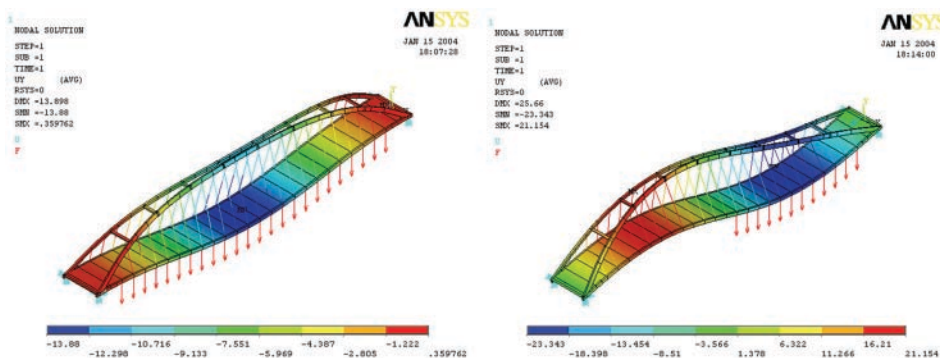 1
NODAL SOLUTION
STEP=1
SUB =1
TIME=1
UY (AVG)
RSYS=0
DMX =13.898
SMN =-13.88
SMX =.359762
U
F
ANSYS
JAN 15 2004
18:07:28
-13.88 -10.716 -7.551 -4.387 -1.222
-12.298 -9.133 -5.969 -2.805 .359762
1
NODAL SOLUTION
STEP=1
SUB =1
TIME=1
UY (AVG)
RSYS=0
DMX =25.66
SMN =-23.343
SMX =21.154
U
F
ANSYS
JAN 15 2004
18:14:00
-23.343 -13.454 -3.566 6.322 16.21
-18.398 -8.51 1.378 11.266 21.154